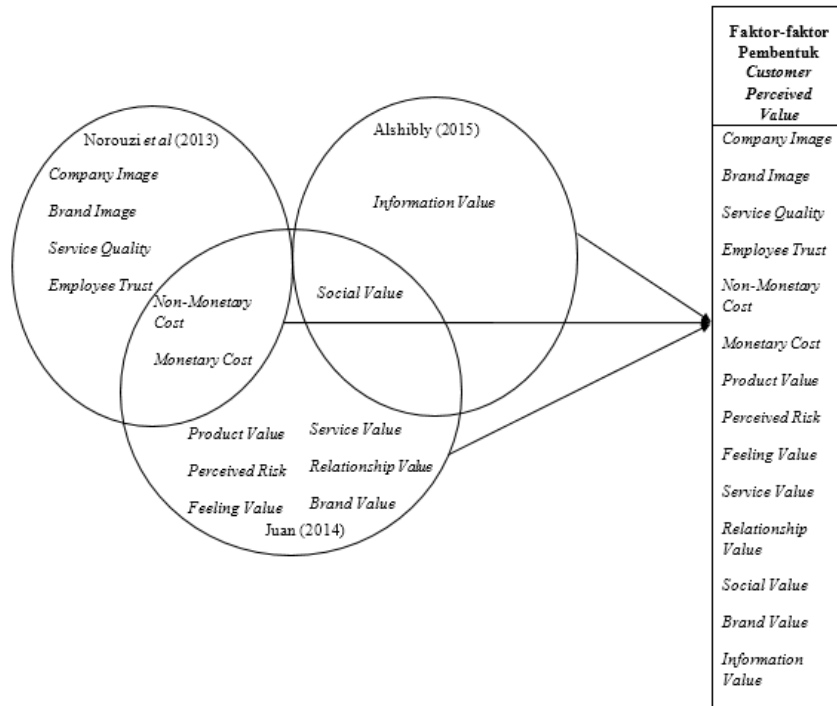 Norouzi et al (2013)
Company Image
Brand Image
Service Quality
Employee Trust
Non-Monetary
Cost
Monetary Cost
Alshibly (2015)
Information Value
Social Value
Product Value
Perceived Risk
Feeling Value
Service Value
Relationship Value
Brand Value
Juan (2014)
Faktor-faktor
Pembentuk
Customer
Perceived
Value
Company Image
Brand Image
Service Quality
Employee Trust
Non-Monetary
Cost
Monetary Cost
Product Value
Perceived Risk
Feeling Value
Service Value
Relationship
Value
Social Value
Brand Value
Information
Value